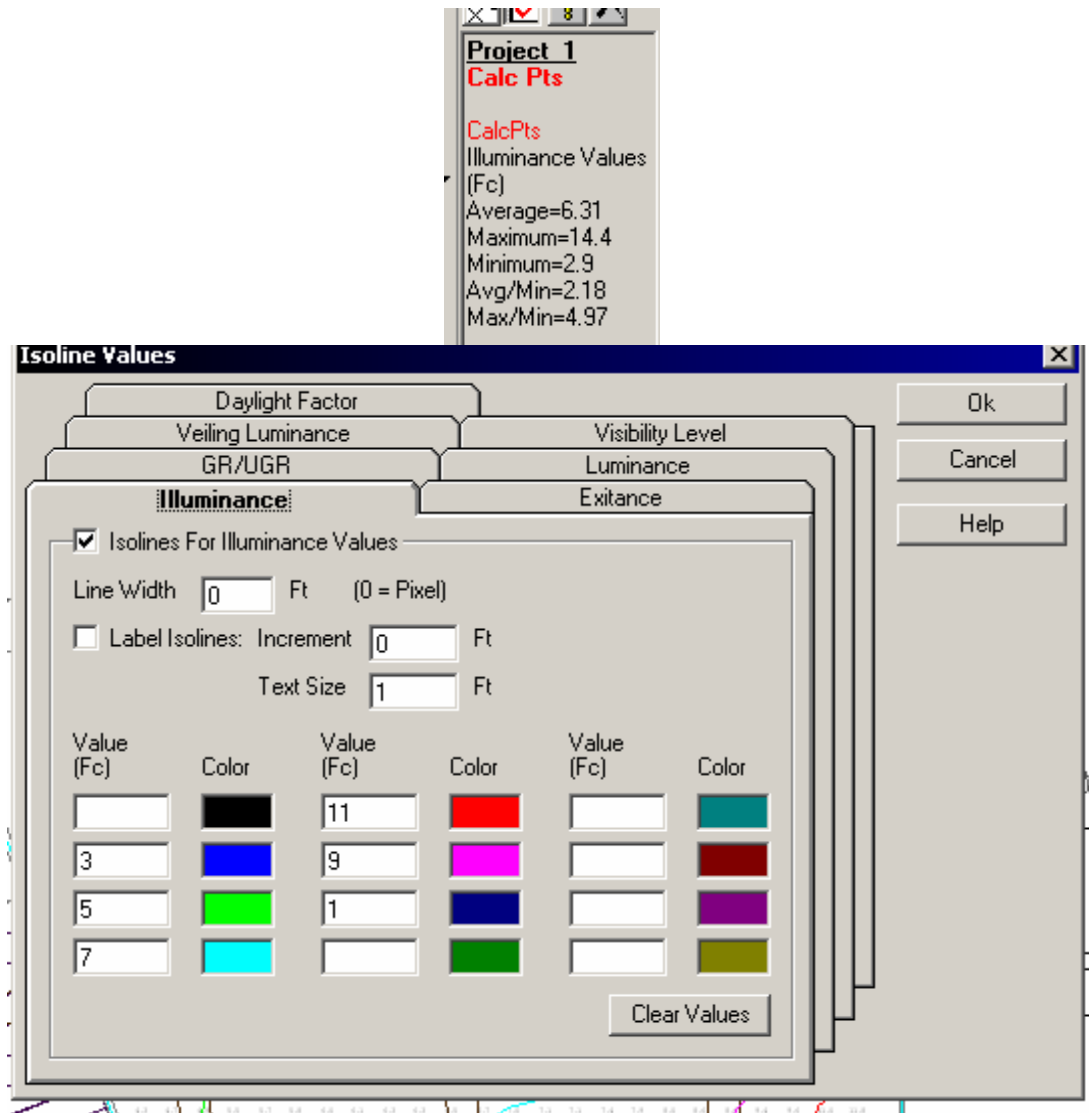 Project_1
Calc Pts
CalcPts
Illuminance Values
(Fc)
Average=6.31
Maximum=14.4
Minimum=2.9
Avg/Min=2.18
Max/Min=4.97
Isoline Values
Daylight Factor
Veiling Luminance Visibility Level
GR/UGR Luminance
Illuminance Exitance
Ok
Cancel
Help
Isolines For Illuminance Values
Line Width 0 Ft (0 = Pixel)
Label Isolines: Increment 0 Ft
Text Size 1 Ft
Value Value Value
(Fc) Color (Fc) Color (Fc) Color
11
3 9
5 1
7
Clear Values